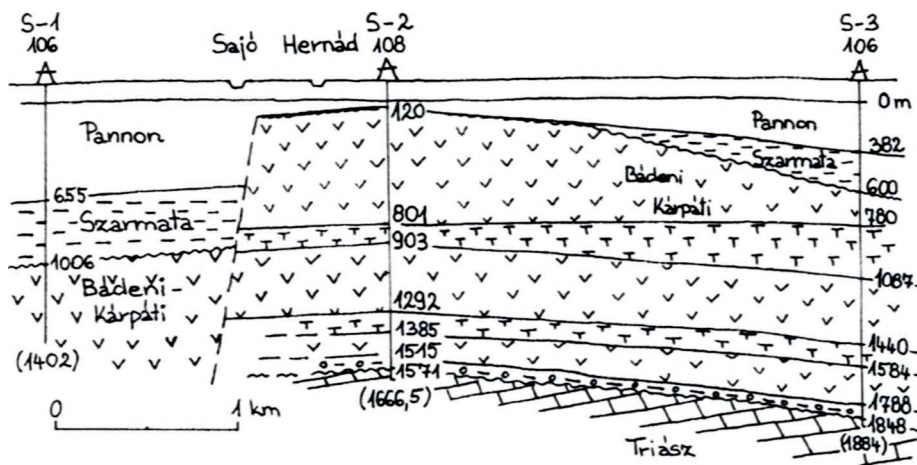 S-1
106
Sajó Hernád
S-2
108
S-3
106
0 m
Pannon
120
Pannon
382
Szarmata
600
Bádeni
Kárpáti
655
Szarmata
1006
801
780
903
1087
Bádeni-
Kárpáti
1292
1385
1440
1515
1584
1571
(1402)
(1666,5)
1788
1848
(1884)
0
1 km
Triász